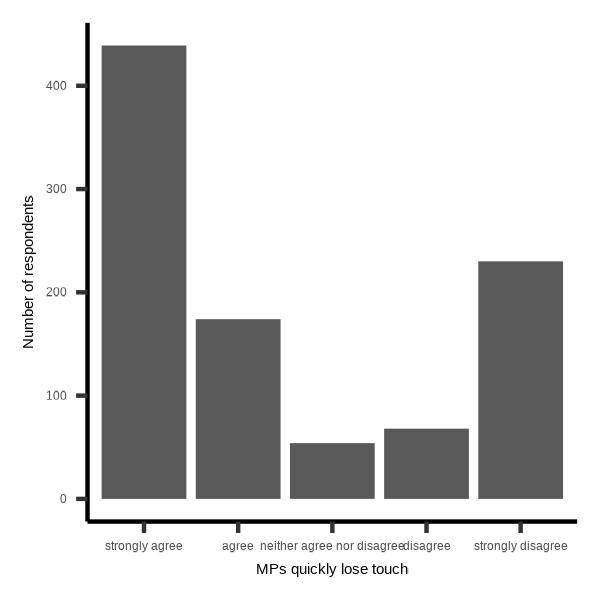 Number of respondents
400
300
200
100
0
strongly agree agree neither agree nor disagree disagree strongly disagree
MPs quickly lose touch